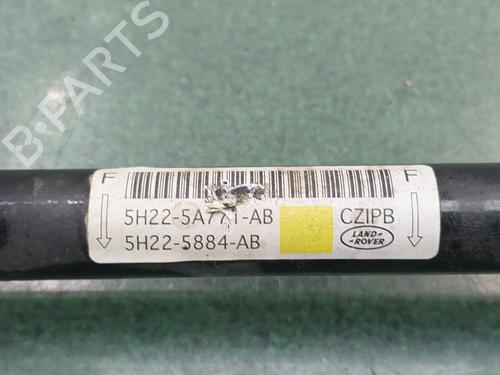 B-PARTS
F
F
5H22-5A771-AB
CZIPB
5H22-5884-AB
LAND-
-ROVER